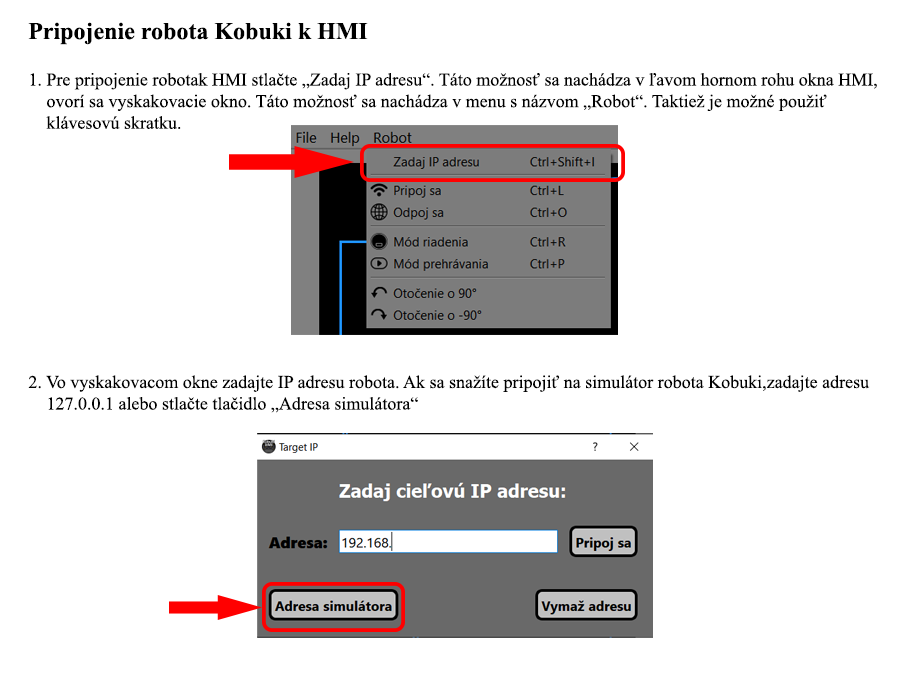 Pripojenie robota Kobuki k HMI
1. Pre pripojenie robotak HMI stlačte „Zadaj IP adresu“. Táto možnosť sa nachádza v ľavom hornom rohu okna HMI,
ovorí sa vyskakovacie okno. Táto možnosť sa nachádza v menu s názvom „Robot“. Taktiež je možné použiť
klávesovú skratku.
File Help Robot
Zadaj IP adresu Ctrl+Shift+I
Pripoj sa Ctrl+L
Odpoj sa Ctrl+O
Mód riadenia Ctrl+R
Mód prehrávania Ctrl+P
Otočenie o 90°
Otočenie o -90°
2. Vo vyskakovacom okne zadajte IP adresu robota. Ak sa snažíte pripojiť na simulátor robota Kobuki,zadajte adresu
127.0.0.1 alebo stlačte tlačidlo „Adresa simulátora“
Target IP ? ×
Zadaj cieľovú IP adresu:
Adresa: 192.168. Pripoj sa
Adresa simulátora Vymaž adresu